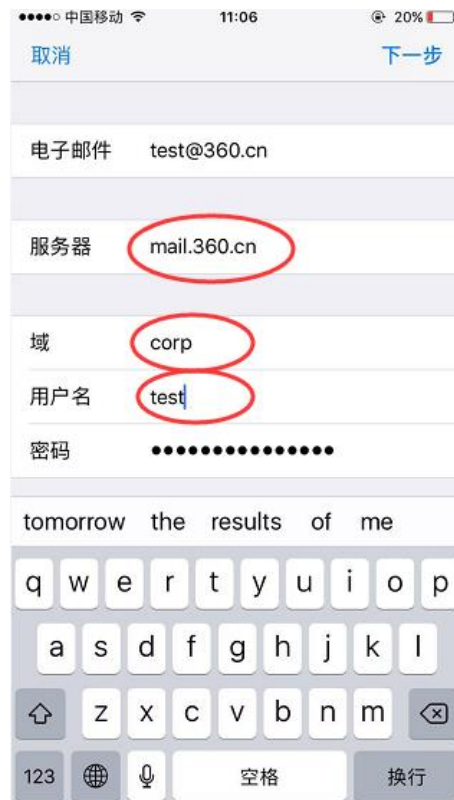 中国移动 11:06 20%
取消 下一步
电子邮件 test@360.cn
服务器 mail.360.cn
域 corp
用户名 test
密码 ●●●●●●●●●●●●●●●
tomorrow the results of me
q w e r t y u i o p
a s d f g h j k l
z x c v b n m
123 空格 换行